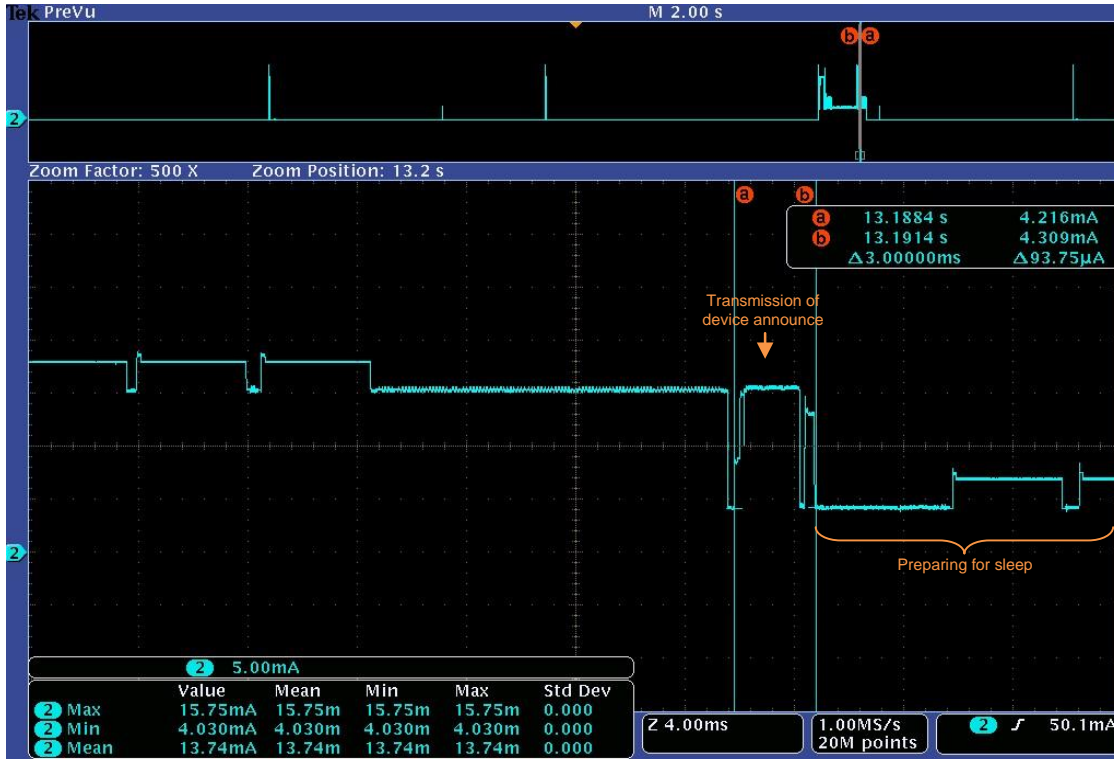 Tek PreVu M 2.00 s
b a
2
Zoom Factor: 500 X Zoom Position: 13.2 s
a b
a 13.1884 s 4.216mA
b 13.1914 s 4.309mA
Δ3.00000ms Δ93.75µA
Transmission of
device announce
2
Preparing for sleep
2 5.00mA
Value Mean Min Max Std Dev
2 Max 15.75mA 15.75m 15.75m 15.75m 0.000
2 Min 4.030mA 4.030m 4.030m 4.030m 0.000
2 Mean 13.74mA 13.74m 13.74m 13.74m 0.000
Z 4.00ms
1.00MS/s
20M points
2 50.1mA